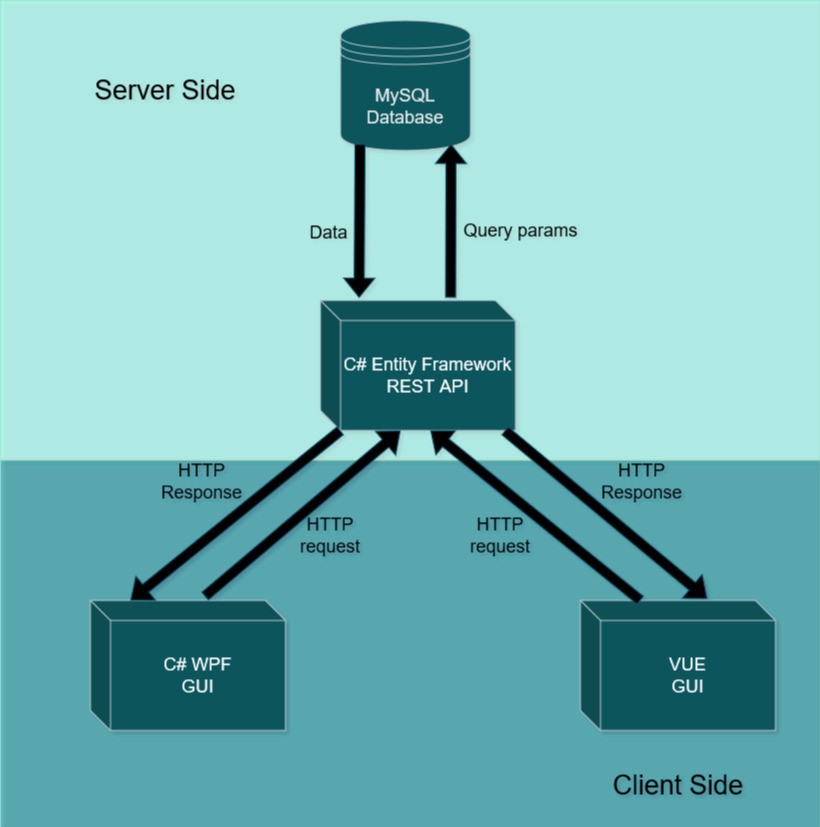 Server Side
MySQL
Database
Data
Query params
C# Entity Framework
REST API
HTTP
Response
HTTP
request
HTTP
request
HTTP
Response
C# WPF
GUI
VUE
GUI
Client Side